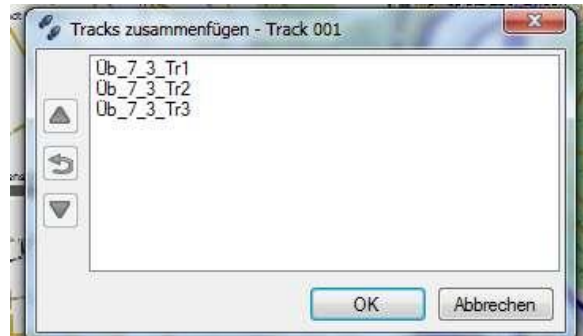 Tracks zusammenfügen - Track 001
Üb_7_3_Tr1
Üb_7_3_Tr2
Üb_7_3_Tr3
OK
Abbrechen